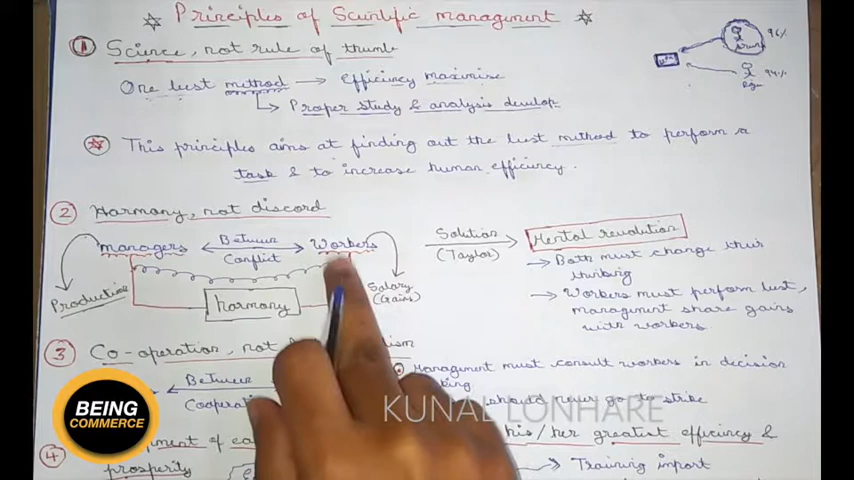 Principles of Scientific management
1 Science, not rule of thumb
One best method → efficiency maximise
Proper study & analysis develop
96%
94%
This principles aims at finding out the best method to perform a
task & to increase human efficiency.
2 Harmony, not discord
managers Between Workers
Conflict
Production
harmony
Salary
(Gains)
Solution
(Taylor)
Mental revolution
→ Both must change their
thinking
→ Workers must perform best,
management share gains
with workers.
3 Co-operation, not
Between
Management must consult workers in decision
should never go to strike
4
his/her greatest efficiency &
prosperity
Training import
BEING
COMMERCE
KUNAL LONHARE